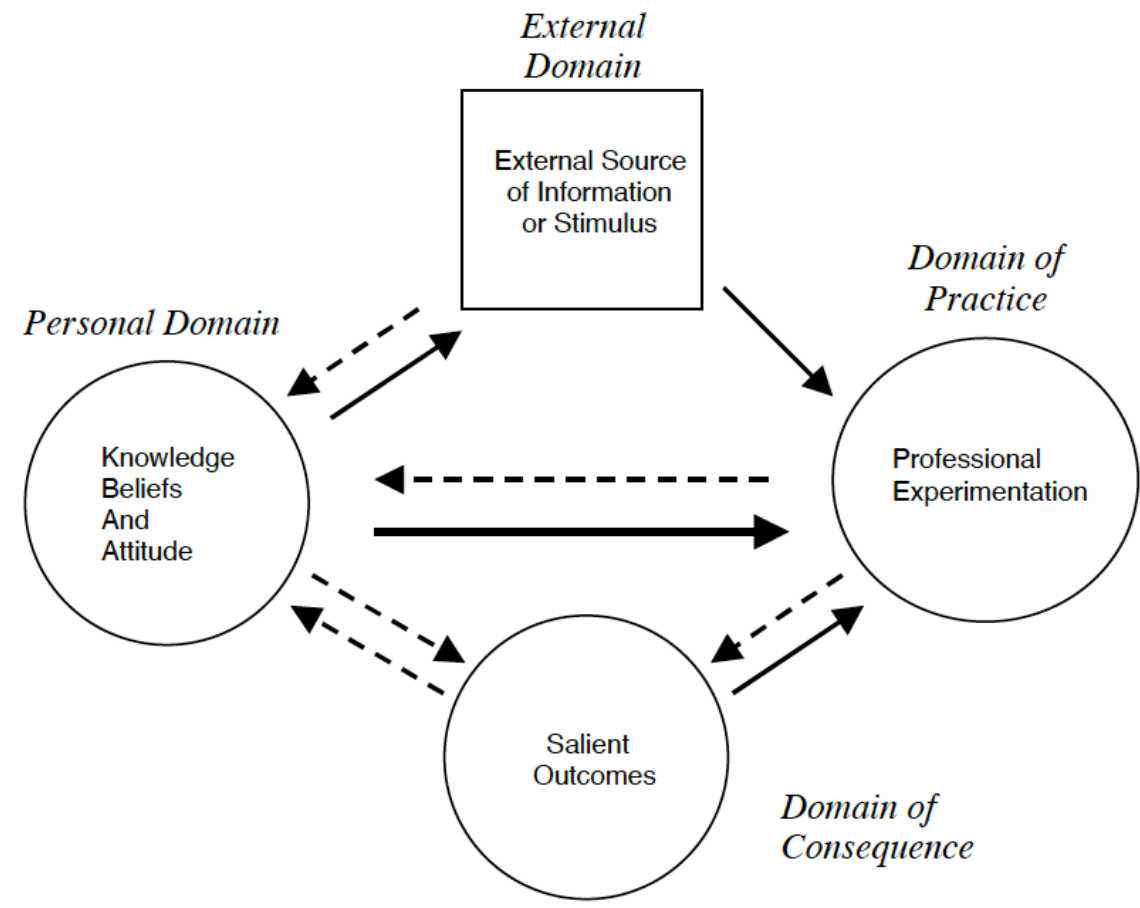 External
Domain
External Source
of Information
or Stimulus
Domain of
Practice
Personal Domain
Knowledge
Beliefs
And
Attitude
Professional
Experimentation
Salient
Outcomes
Domain of
Consequence